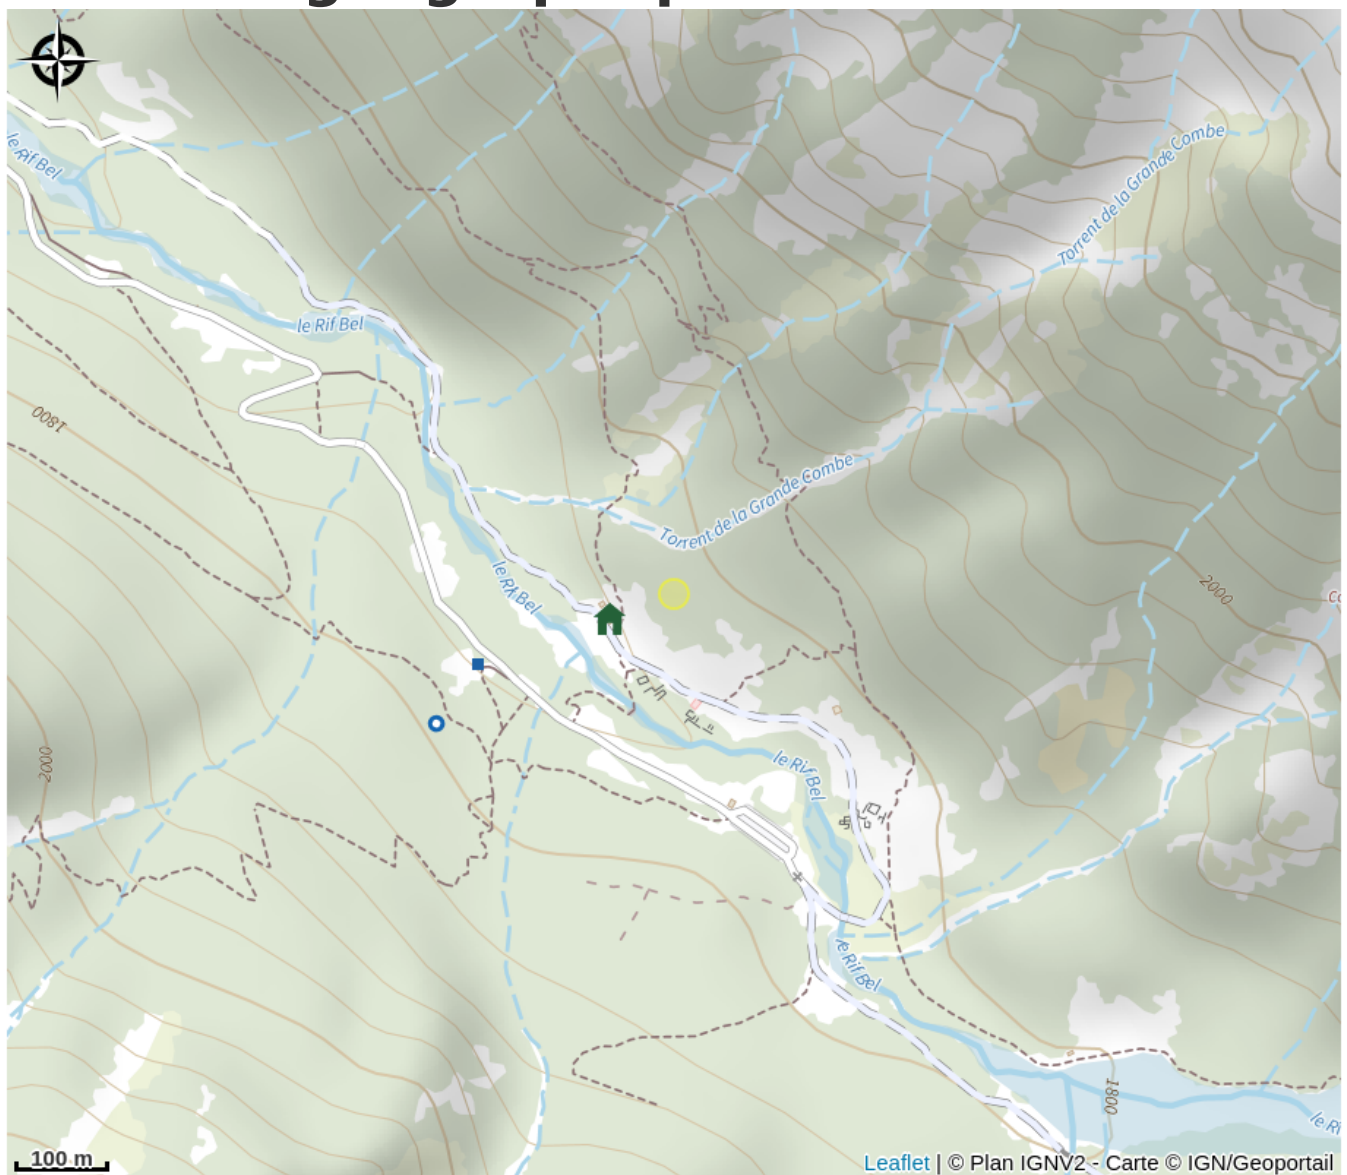 le Rif Bel
Torrent de la Grande Combe
le Rif Bel
1800
Torrent de la Grande Combe
le Rif Bel
2000
2000
le Rif Bel
le Rif Bel
1800
100 m
Leaflet | © Plan IGNV2 - Carte © IGN/Geoportail